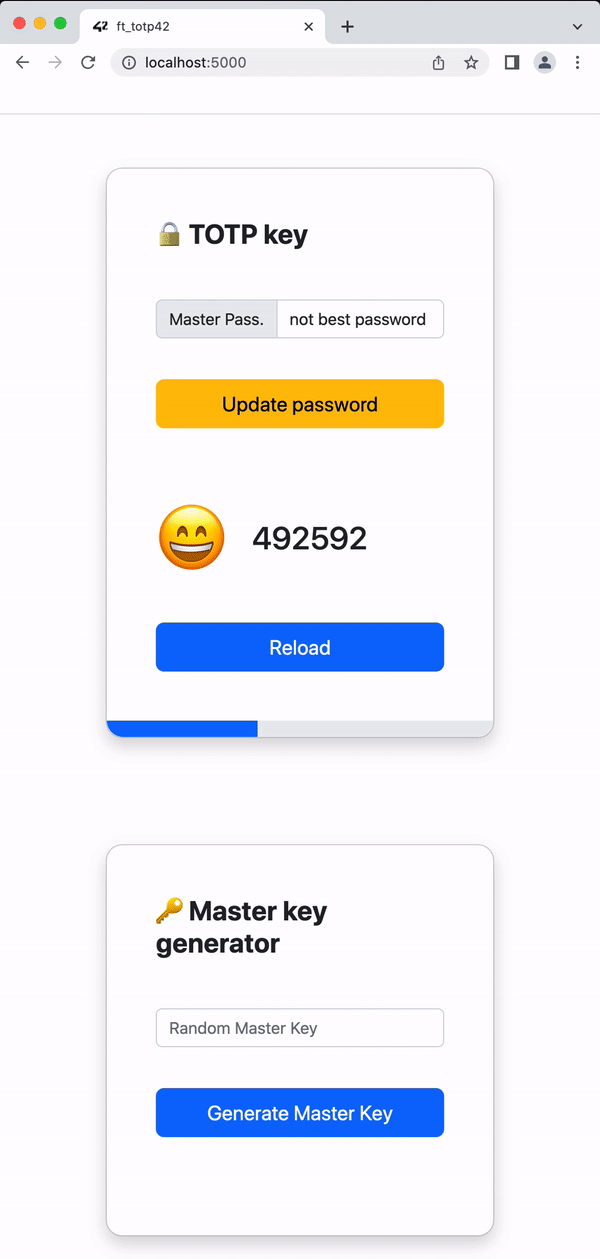 42 ft_totp42
localhost:5000
🔒 TOTP key
Master Pass. not best password
Update password
😄 492592
Reload
🔑 Master key
generator
Random Master Key
Generate Master Key